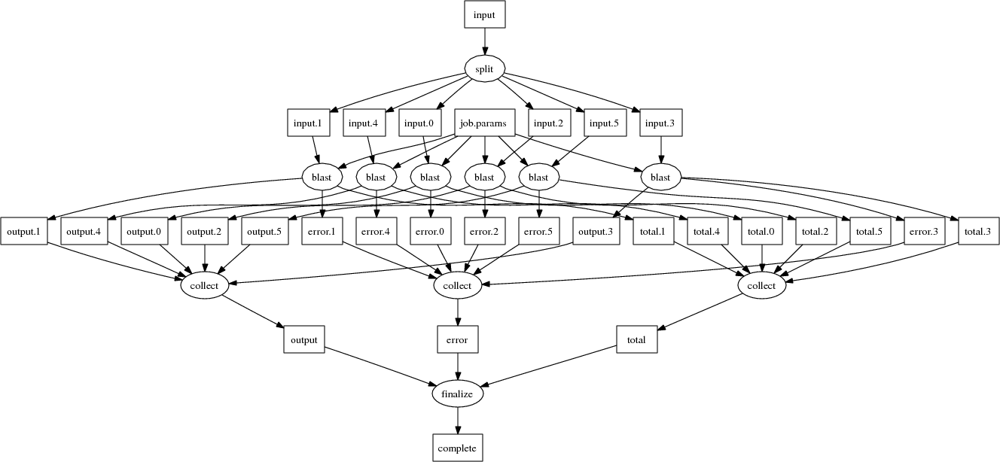 input
split
input.1
input.4
input.0
job.params
input.2
input.5
input.3
blast
blast
blast
blast
blast
blast
output.1
output.4
output.0
output.2
output.5
error.1
error.4
error.0
error.2
error.5
output.3
total.1
total.4
total.0
total.2
total.5
error.3
total.3
collect
collect
collect
output
error
total
finalize
complete